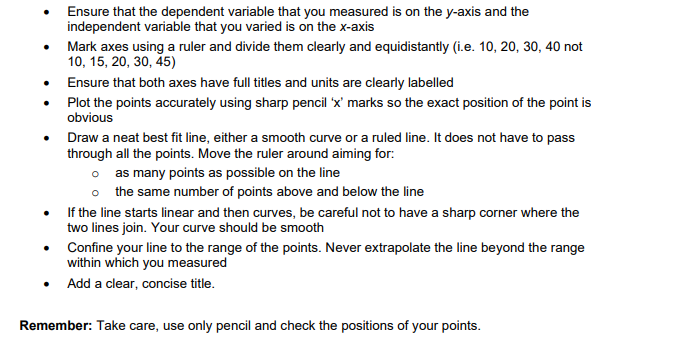 • Ensure that the dependent variable that you measured is on the y-axis and the
independent variable that you varied is on the x-axis
• Mark axes using a ruler and divide them clearly and equidistantly (i.e. 10, 20, 30, 40 not
10, 15, 20, 30, 45)
• Ensure that both axes have full titles and units are clearly labelled
• Plot the points accurately using sharp pencil ‘x’ marks so the exact position of the point is
obvious
• Draw a neat best fit line, either a smooth curve or a ruled line. It does not have to pass
through all the points. Move the ruler around aiming for:
o as many points as possible on the line
o the same number of points above and below the line
• If the line starts linear and then curves, be careful not to have a sharp corner where the
two lines join. Your curve should be smooth
• Confine your line to the range of the points. Never extrapolate the line beyond the range
within which you measured
• Add a clear, concise title.
Remember: Take care, use only pencil and check the positions of your points.